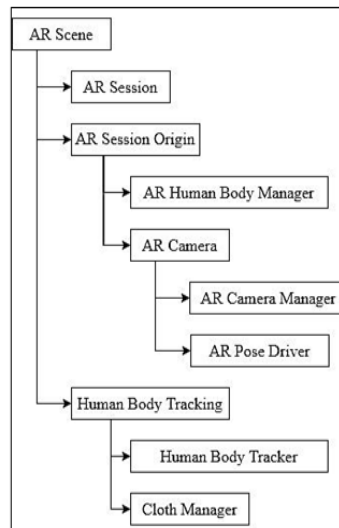 AR Scene
AR Session
AR Session Origin
AR Human Body Manager
AR Camera
AR Camera Manager
AR Pose Driver
Human Body Tracking
Human Body Tracker
Cloth Manager